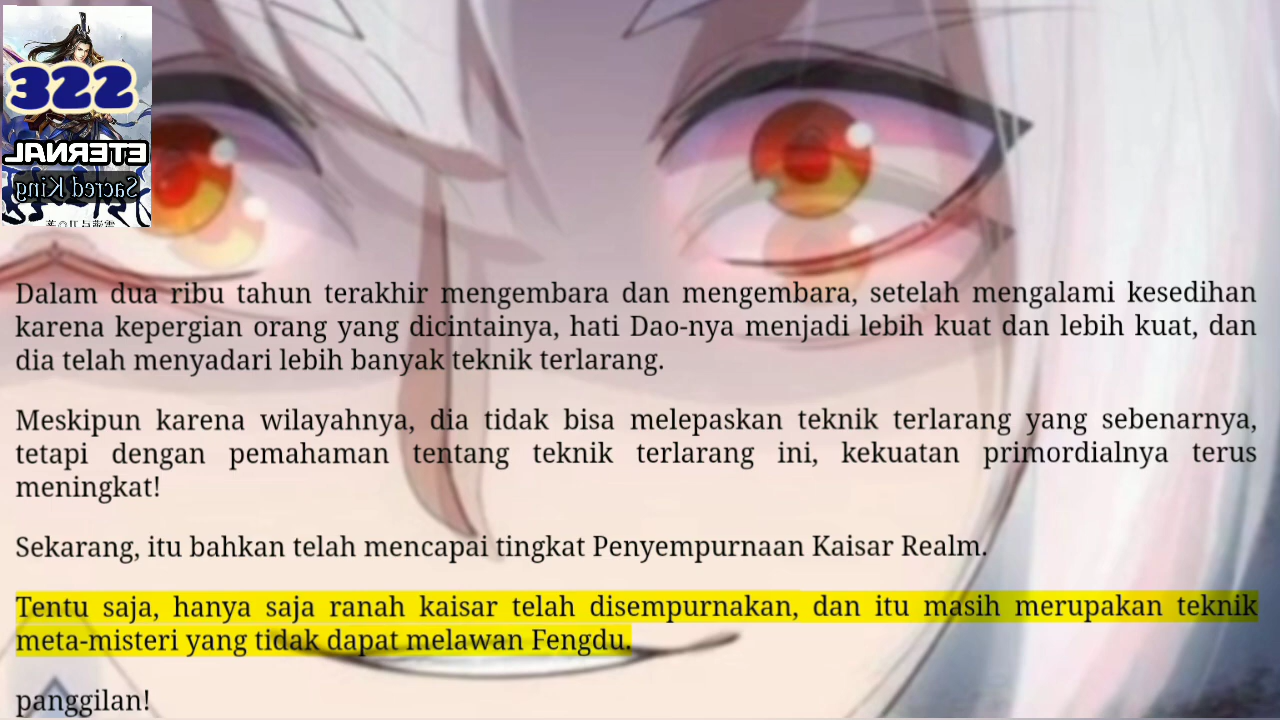 322
ETERNAL
Sacred King
Dalam dua ribu tahun terakhir mengembara dan mengembara, setelah mengalami kesedihan
karena kepergian orang yang dicintainya, hati Dao-nya menjadi lebih kuat dan lebih kuat, dan
dia telah menyadari lebih banyak teknik terlarang.
Meskipun karena wilayahnya, dia tidak bisa melepaskan teknik terlarang yang sebenarnya,
tetapi dengan pemahaman tentang teknik terlarang ini, kekuatan primordialnya terus
meningkat!
Sekarang, itu bahkan telah mencapai tingkat Penyempurnaan Kaisar Realm.
Tentu saja, hanya saja ranah kaisar telah disempurnakan, dan itu masih merupakan teknik
meta-misteri yang tidak dapat melawan Fengdu.
panggilan!